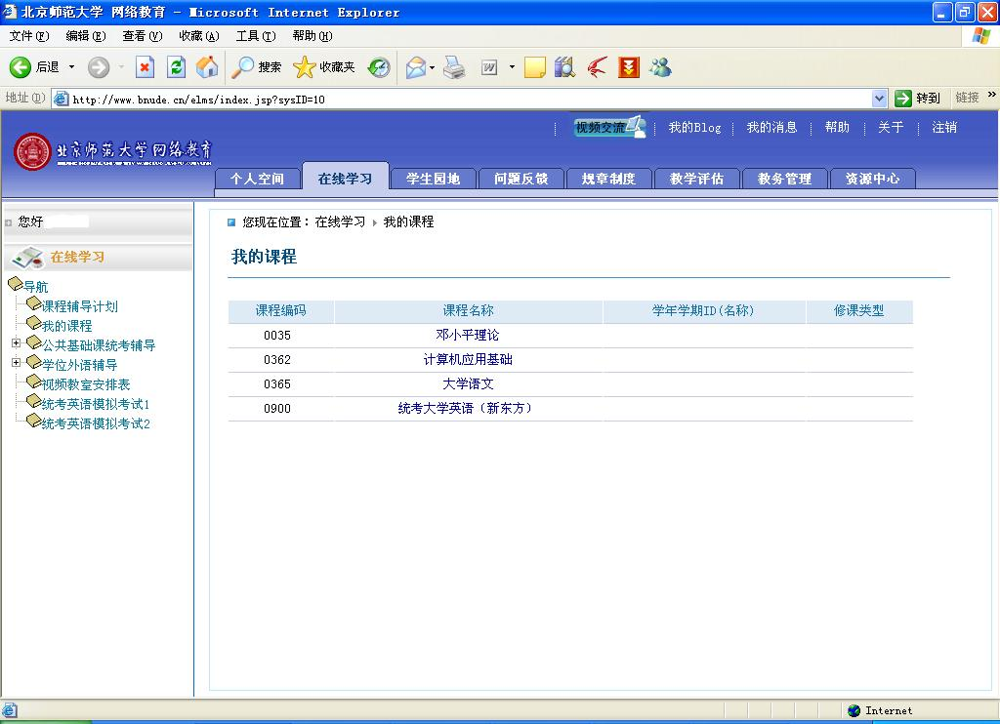 北京师范大学 网络教育 - Microsoft Internet Explorer
文件(F) 编辑(E) 查看(V) 收藏(A) 工具(T) 帮助(H)
后退 搜索 收藏夹
地址(D) http://www.bnude.cn/elms/index.jsp?sysID=10 转到 链接 »
| 视频交流 | 我的Blog | 我的消息 | 帮助 | 关于 | 注销
北京师范大学网络教育
个人空间 在线学习 学生园地 问题反馈 规章制度 教学评估 教务管理 资源中心
您好
您现在位置：在线学习 我的课程
在线学习
我的课程
导航
课程辅导计划
我的课程
公共基础课统考辅导
学位外语辅导
视频教室安排表
统考英语模拟考试1
统考英语模拟考试2
课程编码 课程名称 学年学期ID(名称) 修课类型
0035 邓小平理论
0362 计算机应用基础
0365 大学语文
0900 统考大学英语（新东方）
Internet